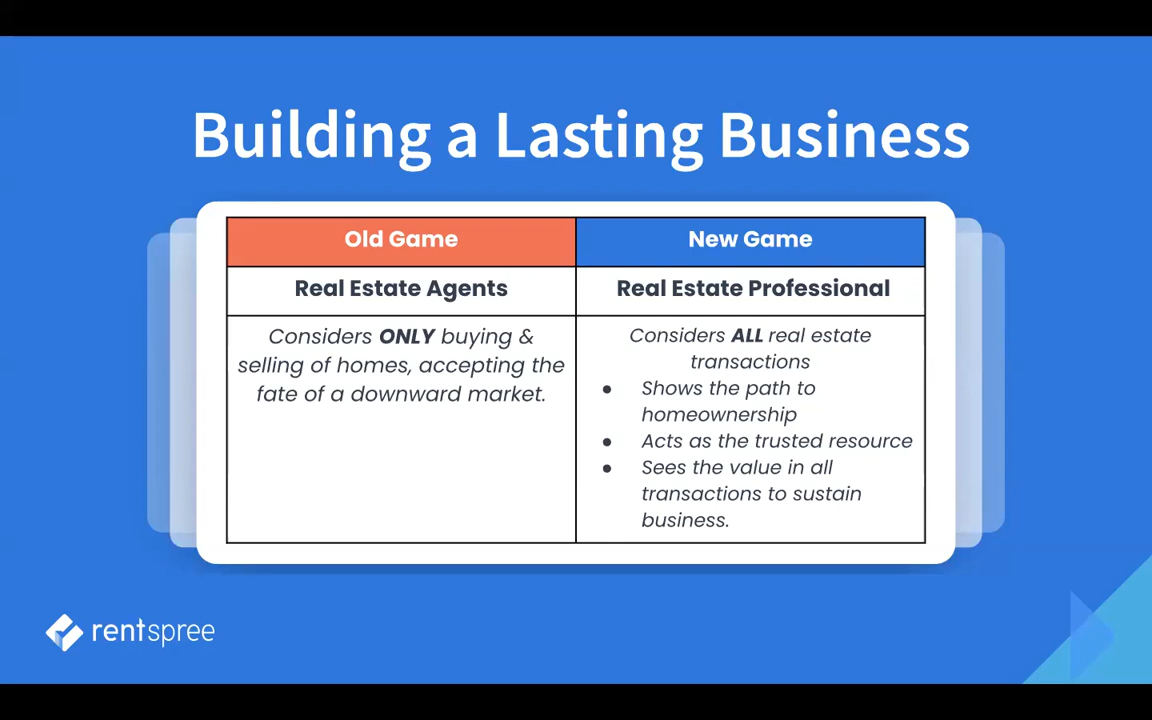 Building a Lasting Business
Old Game
New Game
Real Estate Agents
Real Estate Professional
Considers ONLY buying &
selling of homes, accepting the
fate of a downward market.
Considers ALL real estate
transactions
● Shows the path to
homeownership
● Acts as the trusted resource
● Sees the value in all
transactions to sustain
business.
rentspree